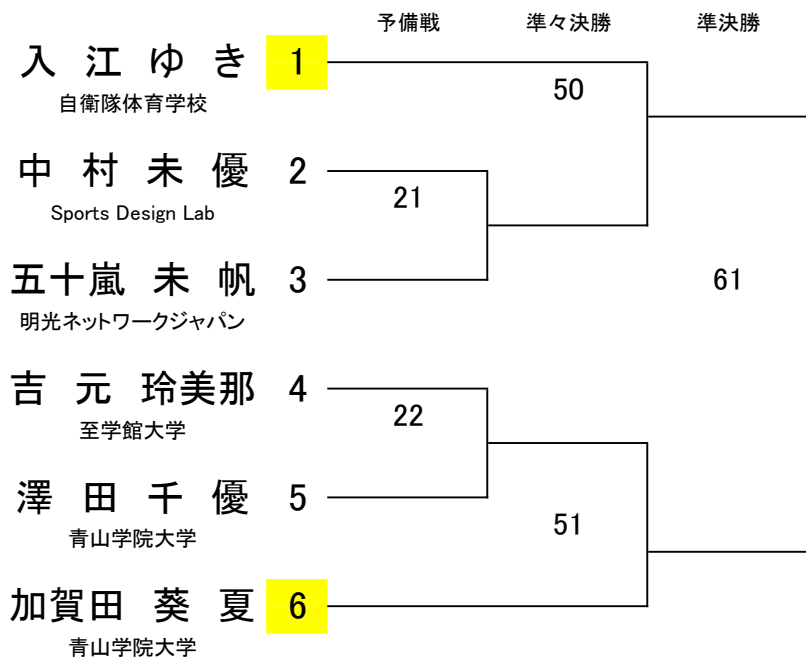 予備戦 準々決勝 準決勝
入 江 ゆ き 1
自衛隊体育学校
50
中 村 未 優 2
Sports Design Lab
21
五十嵐 未 帆 3
明光ネットワークジャパン
61
吉 元 玲美那 4
至学館大学
22
澤 田 千 優 5
青山学院大学
51
加賀田 葵 夏 6
青山学院大学